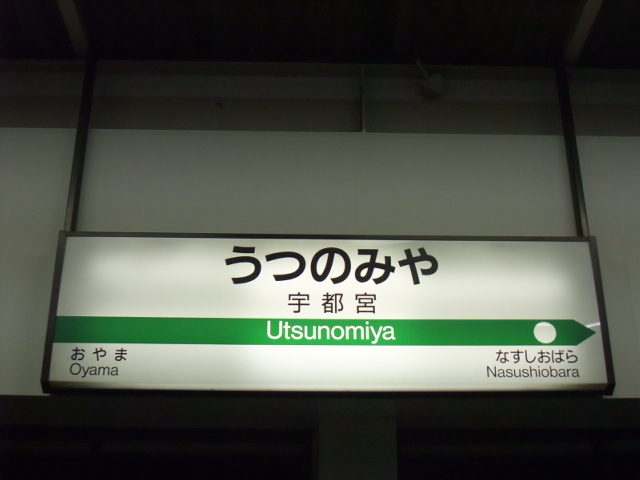 うつのみや
宇都宮
Utsunomiya
おやま
Oyama
なすしおばら
Nasushiobara